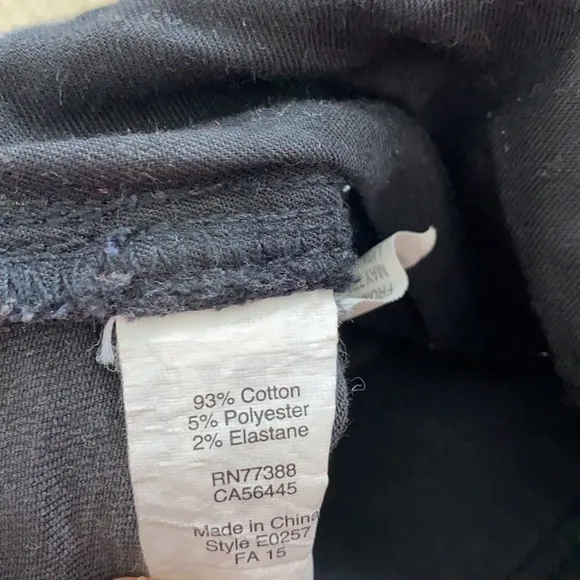 93% Cotton
5% Polyester
2% Elastane
RN77388
CA56445
Made in China
Style E0257
FA 15